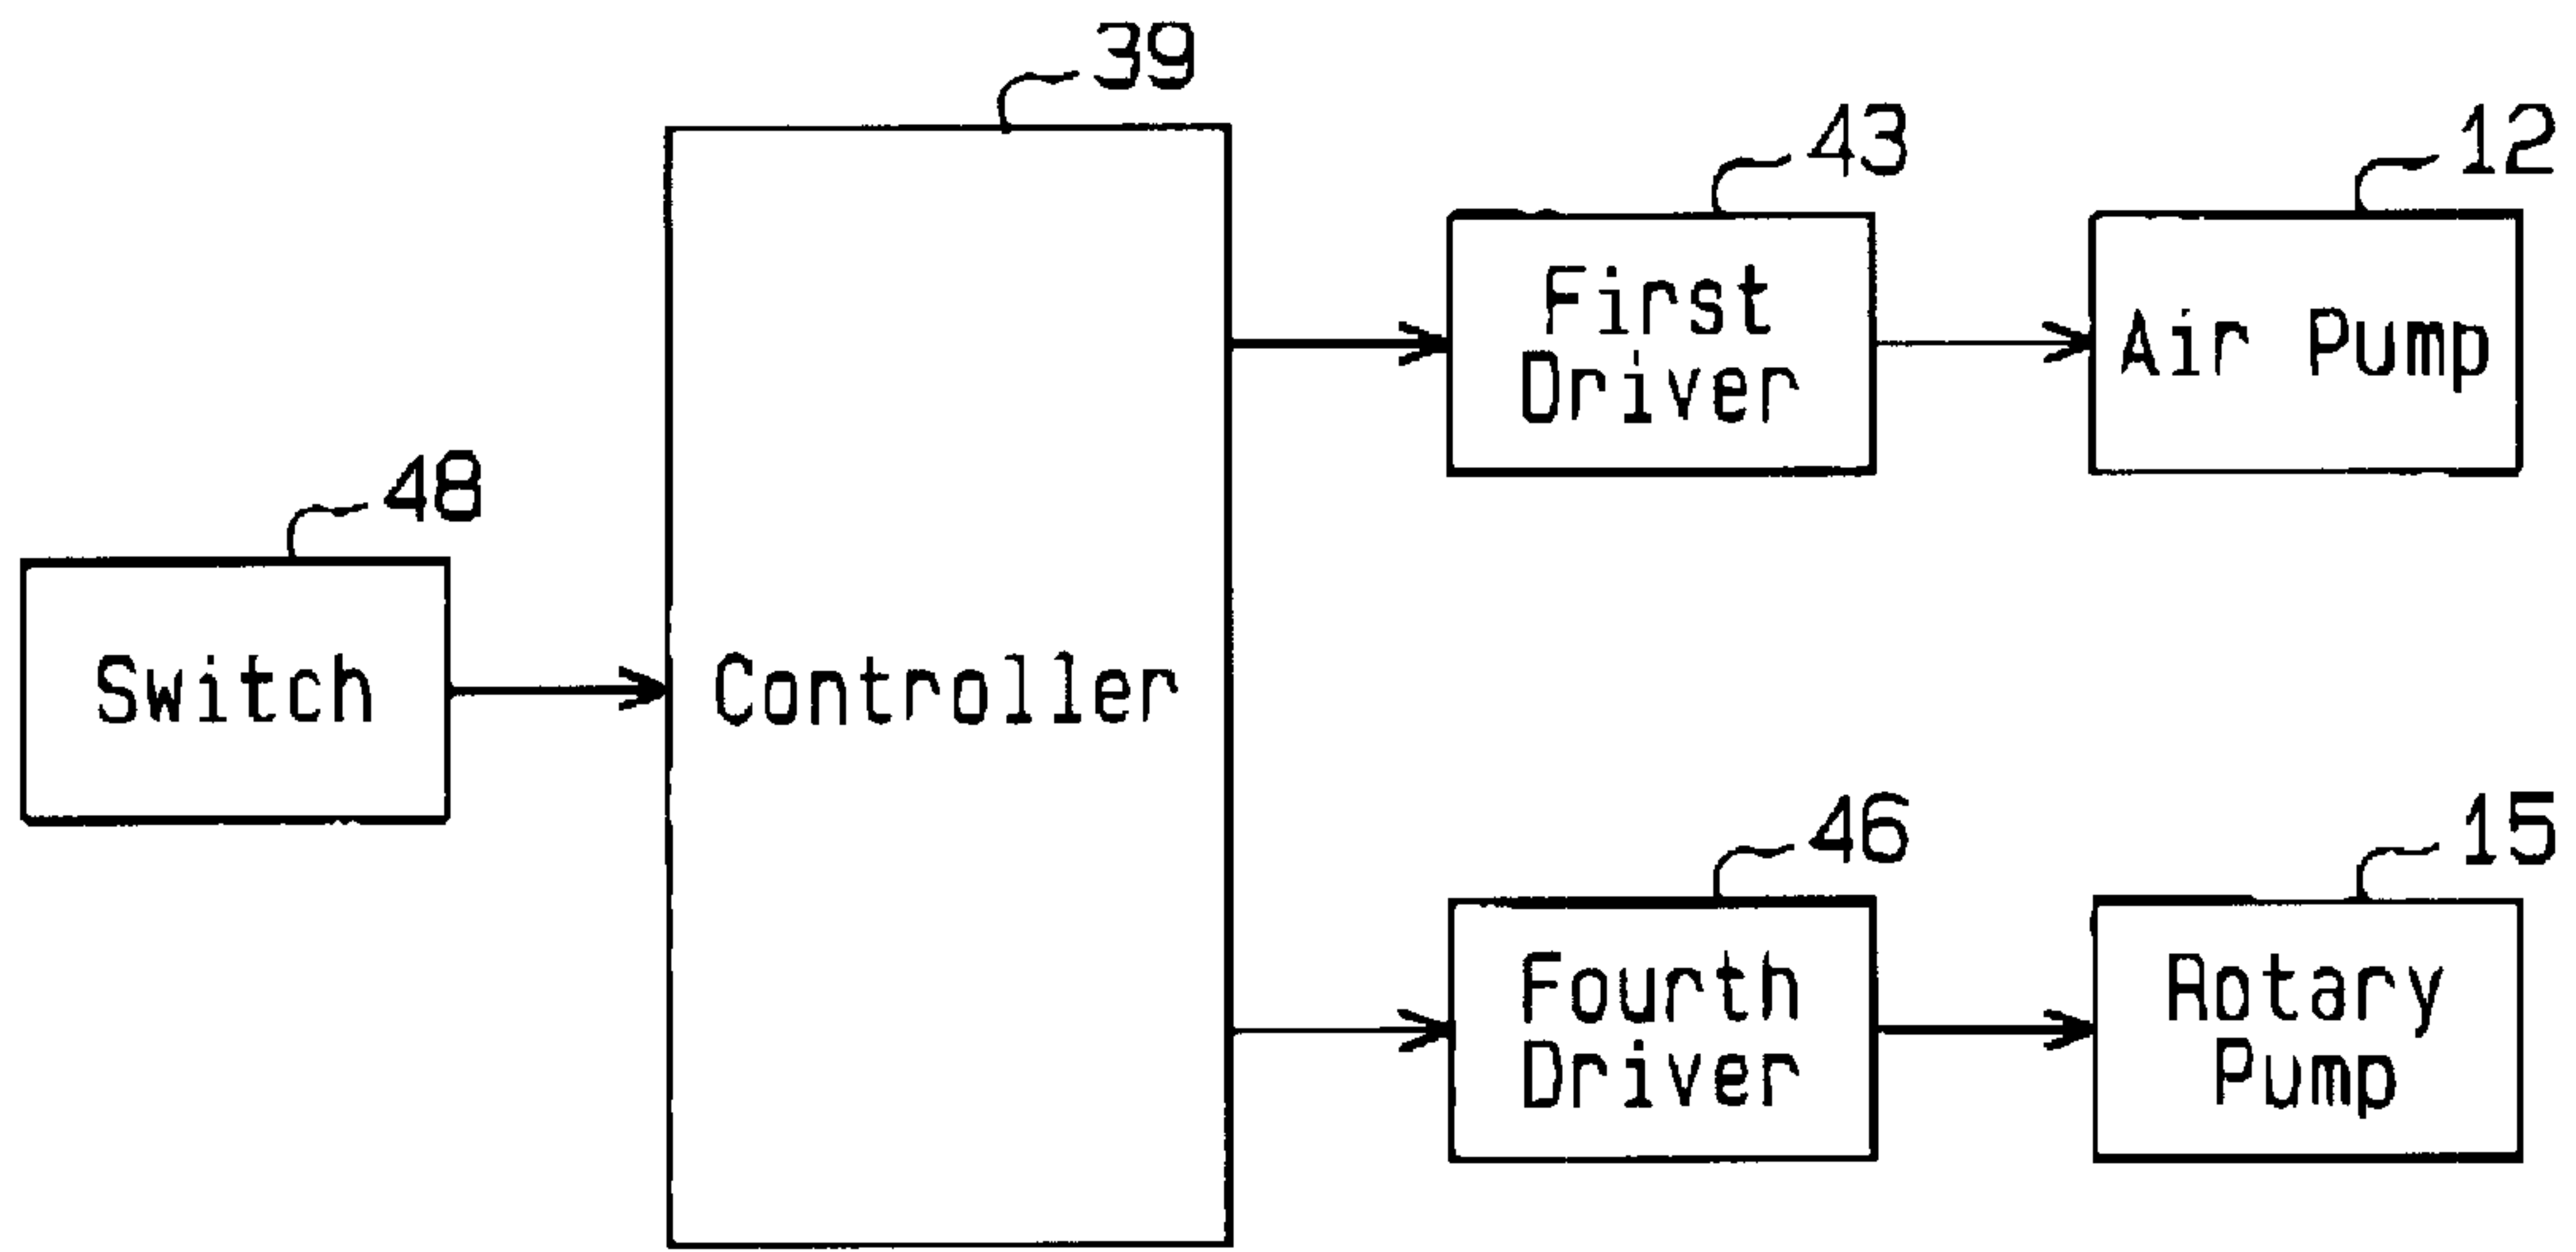 39
43
12
First
Driver
Air Pump
48
Switch
Controller
46
15
Fourth
Driver
Rotary
Pump